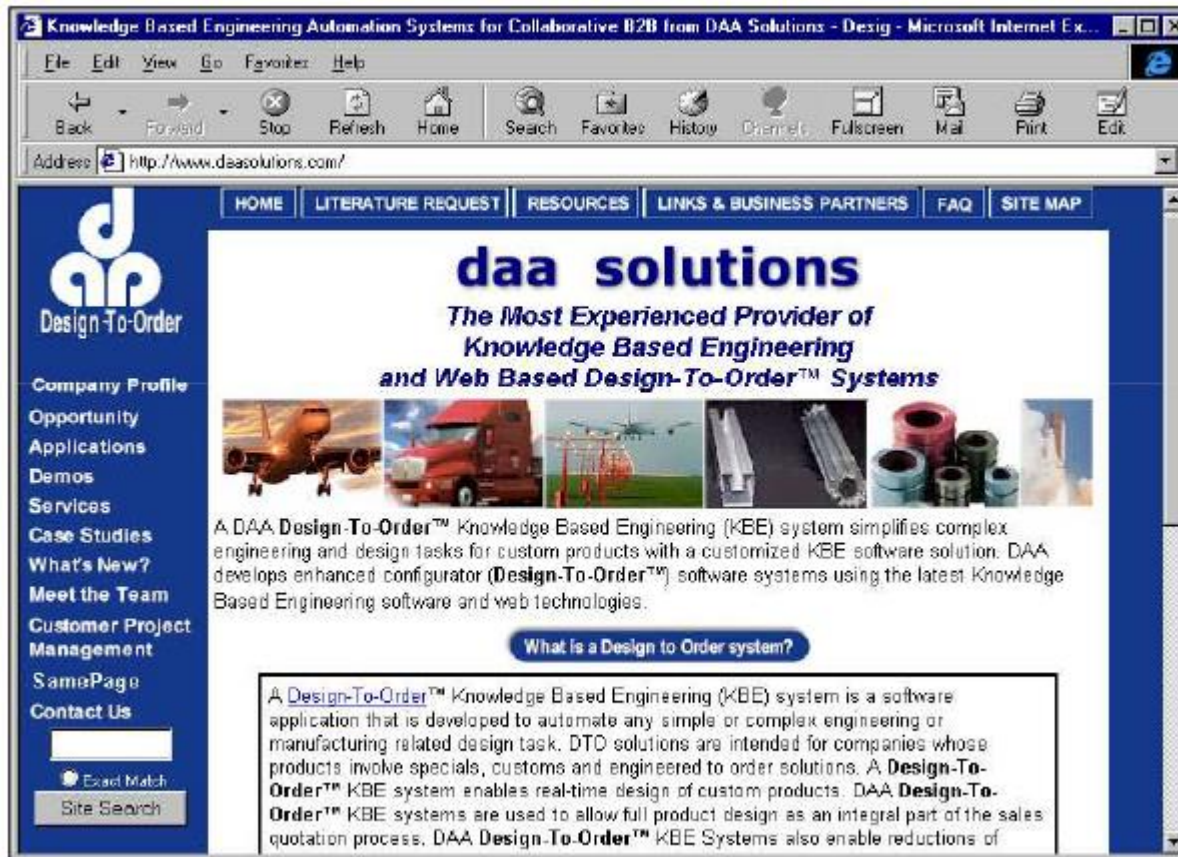 Knowledge Based Engineering Automation Systems for Collaborative B2B from DAA Solutions - Desig - Microsoft Internet Ex...
File Edit View Go Favorites Help
Back Forward Stop Refresh Home Search Favorites History Channels Fullscreen Mail Print Edit
Address http://www.daasolutions.com/
HOME LITERATURE REQUEST RESOURCES LINKS & BUSINESS PARTNERS FAQ SITE MAP
daa
Design-To-Order
Company Profile
Opportunity
Applications
Demos
Services
Case Studies
What's New?
Meet the Team
Customer Project
Management
SamePage
Contact Us
Exact Match
Site Search
daa solutions
The Most Experienced Provider of
Knowledge Based Engineering
and Web Based Design-To-Order™ Systems
A DAA Design-To-Order™ Knowledge Based Engineering (KBE) system simplifies complex
engineering and design tasks for custom products with a customized KBE software solution. DAA
develops enhanced configurator (Design-To-Order™) software systems using the latest Knowledge
Based Engineering software and web technologies.
What is a Design to Order system?
A Design-To-Order™ Knowledge Based Engineering (KBE) system is a software
application that is developed to automate any simple or complex engineering or
manufacturing related design task. DTO solutions are intended for companies whose
products involve specials, customs and engineered to order solutions. A Design-To-
Order™ KBE system enables real-time design of custom products. DAA Design-To-
Order™ KBE systems are used to allow full product design as an integral part of the sales
quotation process. DAA Design-To-Order™ KBE Systems also enable reductions of